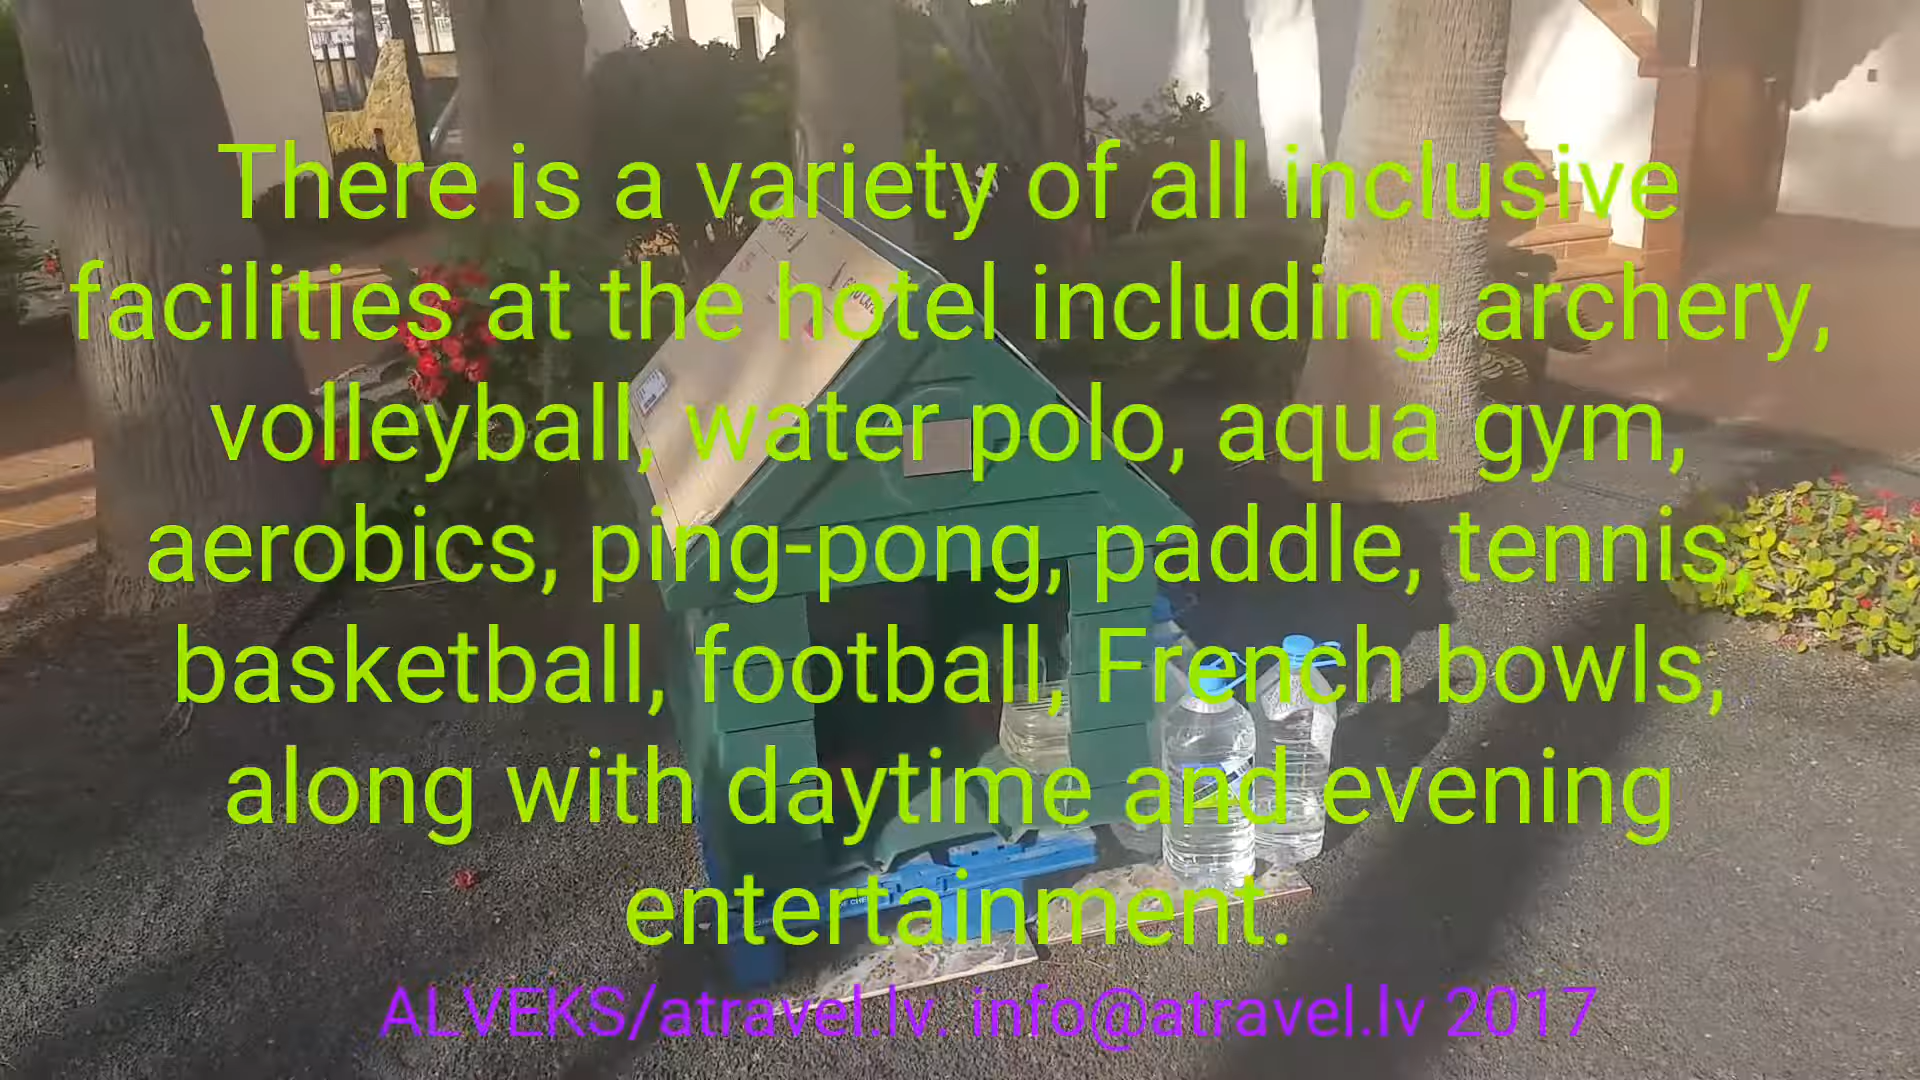 There is a variety of all inclusive
facilities at the hotel including archery,
volleyball, water polo, aqua gym,
aerobics, ping-pong, paddle, tennis,
basketball, football, French bowls,
along with daytime and evening
entertainment.
ALVEKS/atravel.lv. info@atravel.lv 2017